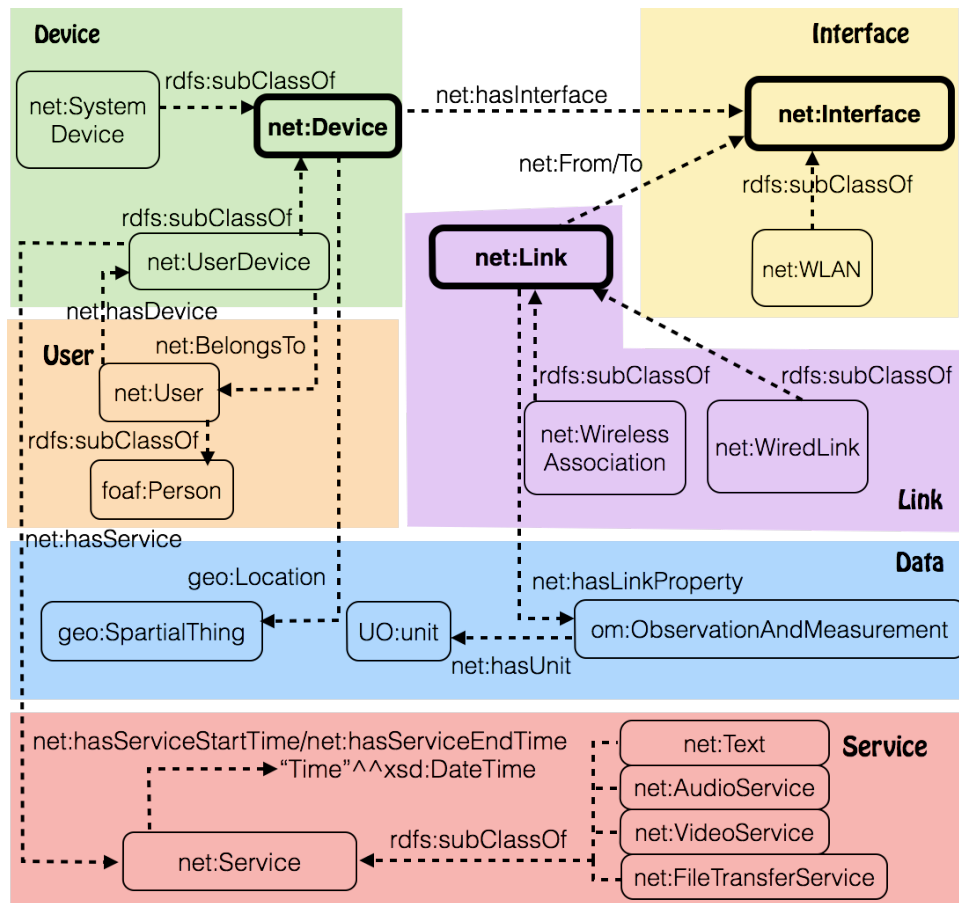 Device
Interface
rdfs:subClassOf
net:System
Device
net:Device
net:hasInterface
net:Interface
net:From/To
rdfs:subClassOf
rdfs:subClassOf
net:UserDevice
net:Link
net:WLAN
net:hasDevice
User
net:BelongsTo
net:User
rdfs:subClassOf
rdfs:subClassOf
rdfs:subClassOf
net:Wireless
Association
net:WiredLink
foaf:Person
Link
net:hasService
Data
geo:Location
net:hasLinkProperty
geo:SpartialThing
UO:unit
om:ObservationAndMeasurement
net:hasUnit
net:hasServiceStartTime/net:hasServiceEndTime
“Time”^^xsd:DateTime
net:Text
Service
net:AudioService
net:VideoService
rdfs:subClassOf
net:Service
net:FileTransferService